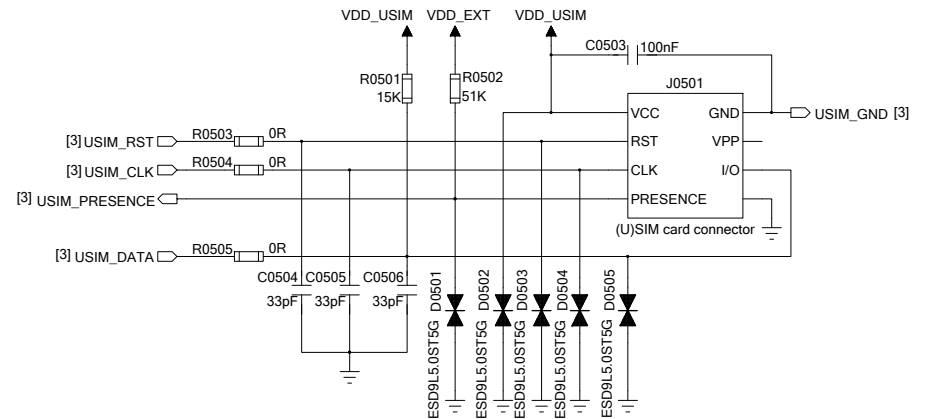 VDD_USIM VDD_EXT VDD_USIM
C0503 100nF
R0501 15K
R0502 51K
J0501
VCC GND
USIM_GND [3]
RST VPP
CLK I/O
PRESENCE
(U)SIM card connector
[3] USIM_RST R0503 0R
[3] USIM_CLK R0504 0R
[3] USIM_PRESENCE
[3] USIM_DATA R0505 0R
C0504 C0505 C0506
33pF 33pF 33pF
ESD9L5.0ST5G D0501
ESD9L5.0ST5G D0502
ESD9L5.0ST5G D0503
ESD9L5.0ST5G D0504
ESD9L5.0ST5G D0505